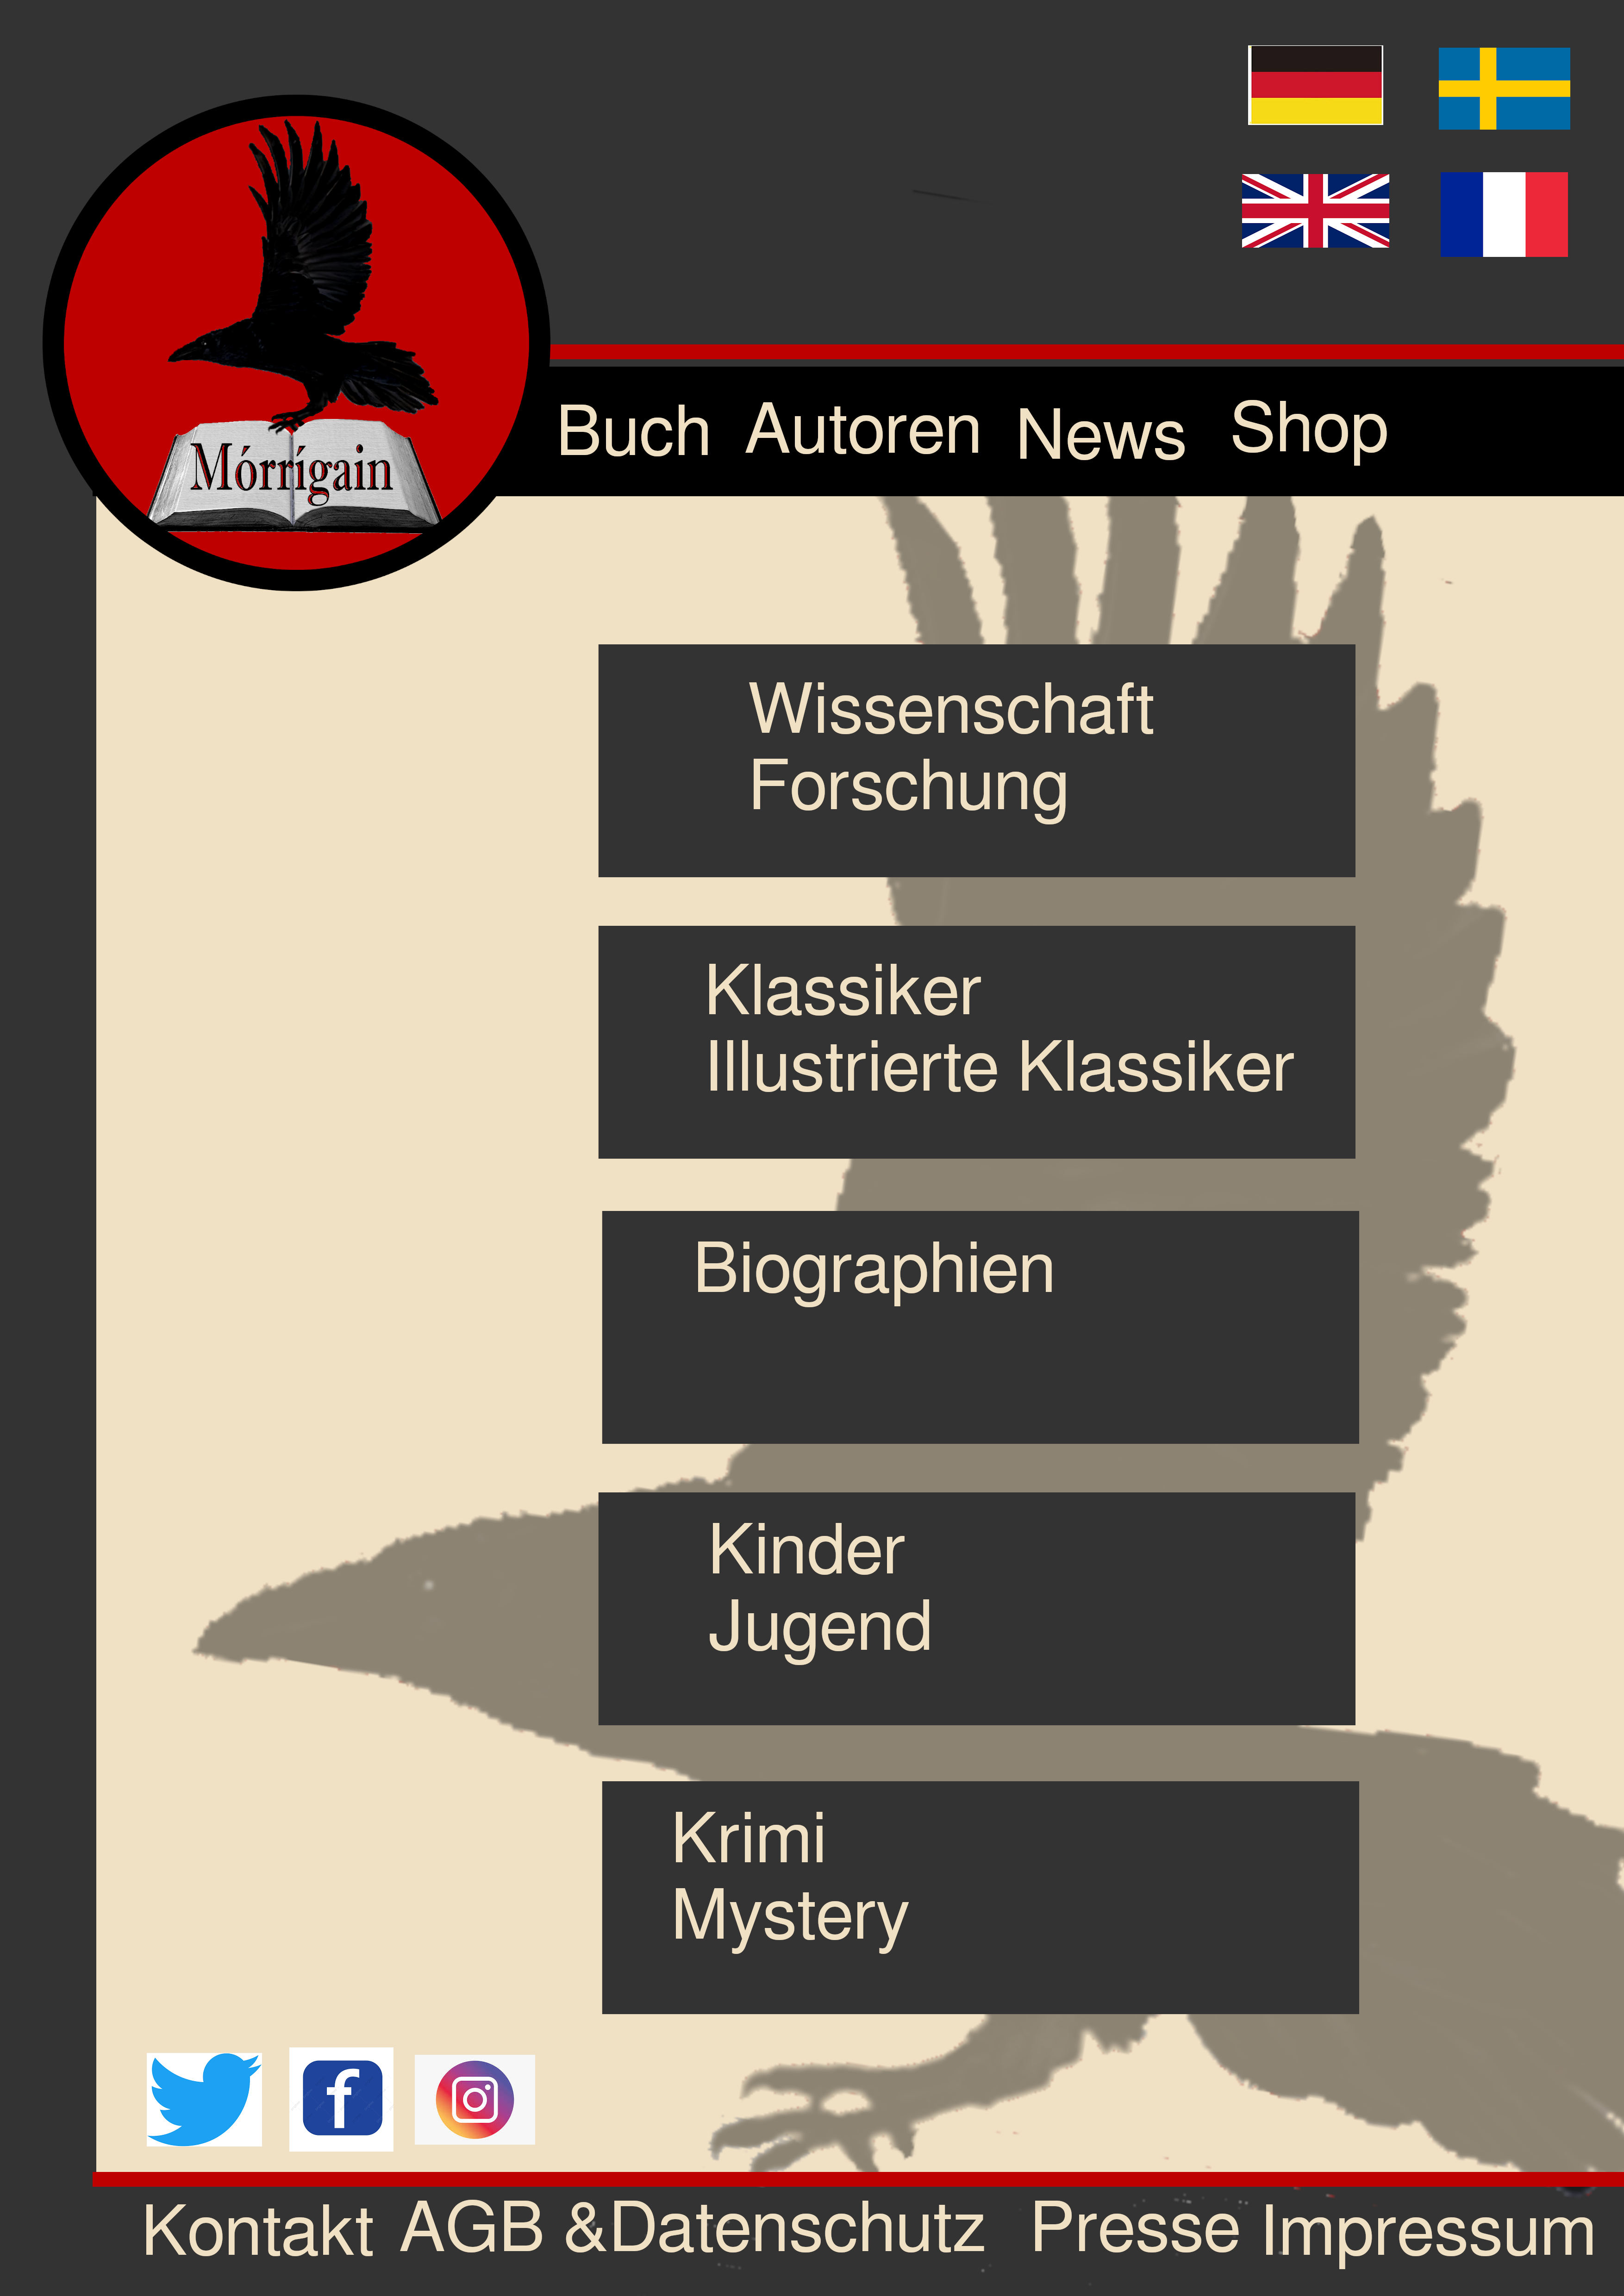 Mórrígain
Buch Autoren News Shop
Wissenschaft
Forschung
Klassiker
Illustrierte Klassiker
Biographien
Kinder
Jugend
Krimi
Mystery
f
Kontakt AGB &Datenschutz Presse Impressum